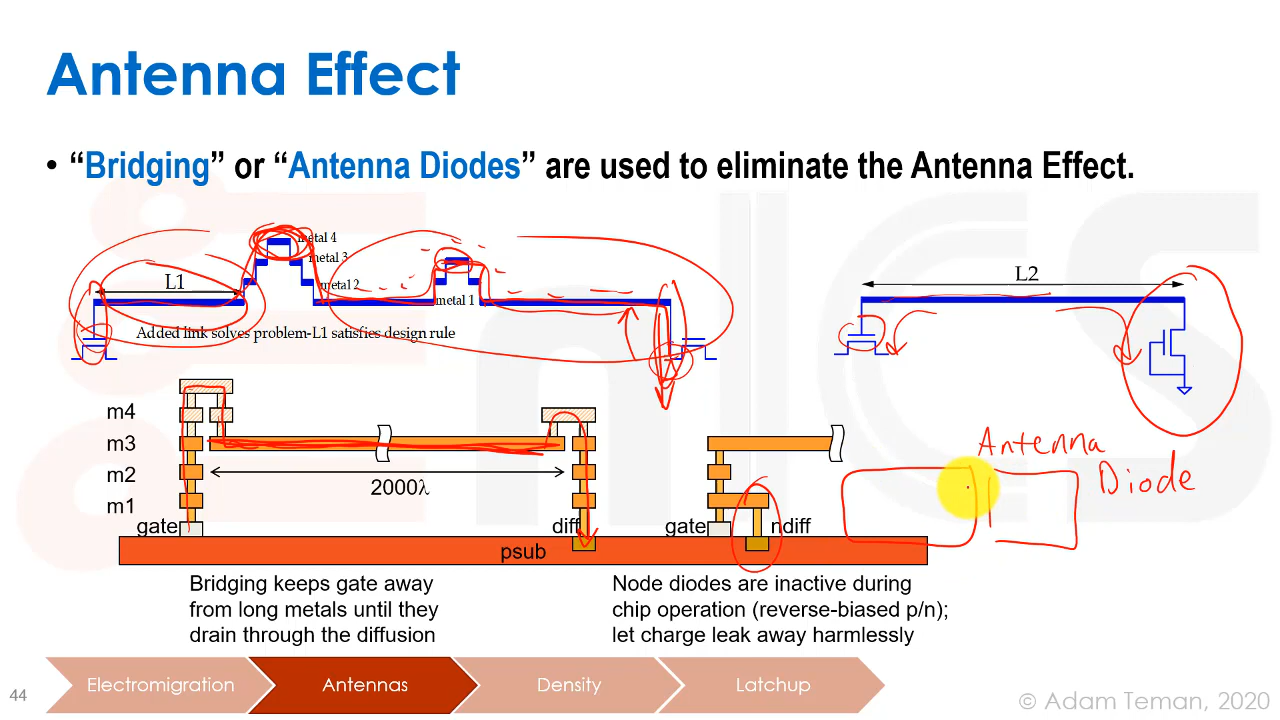 Antenna Effect
• “Bridging” or “Antenna Diodes” are used to eliminate the Antenna Effect.
metal 4
metal 3
metal 2
metal 1
L1
Added link solves problem-L1 satisfies design rule
L2
m4
m3
m2
m1
2000λ
gate
diff
psub
gate
ndiff
Antenna
Diode
Bridging keeps gate away
from long metals until they
drain through the diffusion
Node diodes are inactive during
chip operation (reverse-biased p/n);
let charge leak away harmlessly
44
Electromigration
Antennas
Density
Latchup
© Adam Teman, 2020